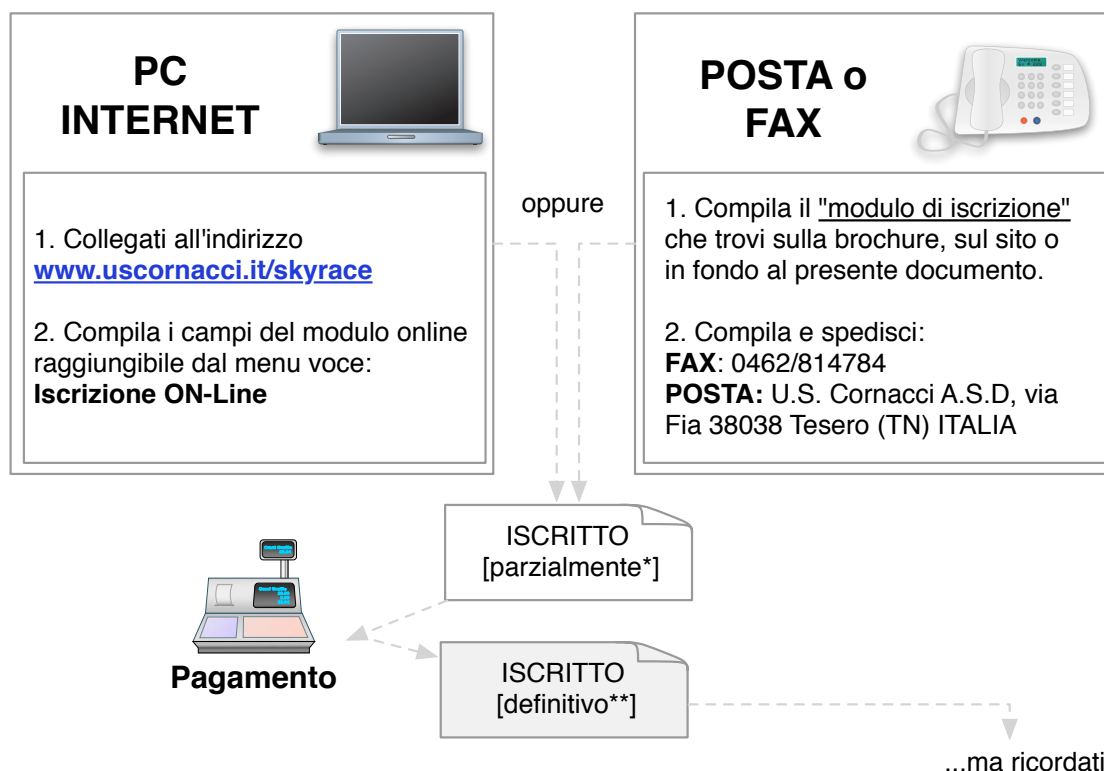 PC
INTERNET
1. Collegati all'indirizzo
www.uscornacci.it/skyrace
2. Compila i campi del modulo online
raggiungibile dal menu voce:
Iscrizione ON-Line
oppure
POSTA o
FAX
1. Compila il "modulo di iscrizione"
che trovi sulla brochure, sul sito o
in fondo al presente documento.
2. Compila e spedisci:
FAX: 0462/814784
POSTA: U.S. Cornacci A.S.D, via
Fia 38038 Tesero (TN) ITALIA
ISCRITTO
[parzialmente*]
Pagamento
ISCRITTO
[definitivo**]
...ma ricordati